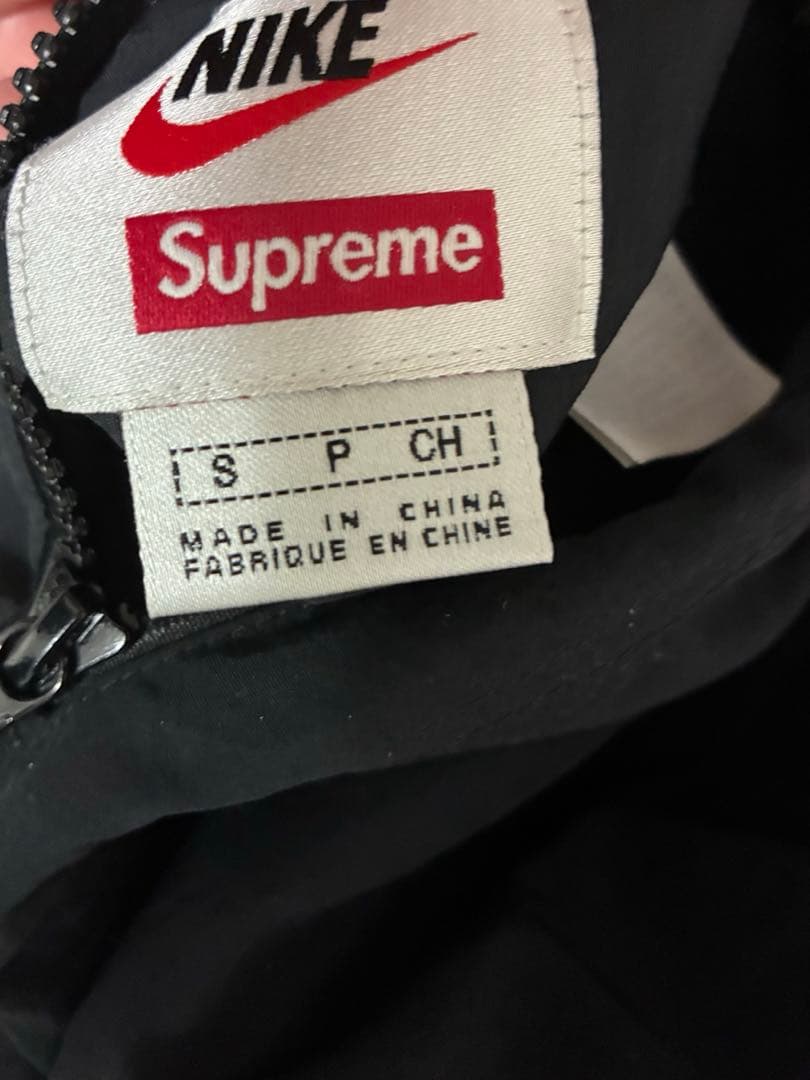 NIKE
Supreme
S P CH
MADE IN CHINA
FABRIQUE EN CHINE